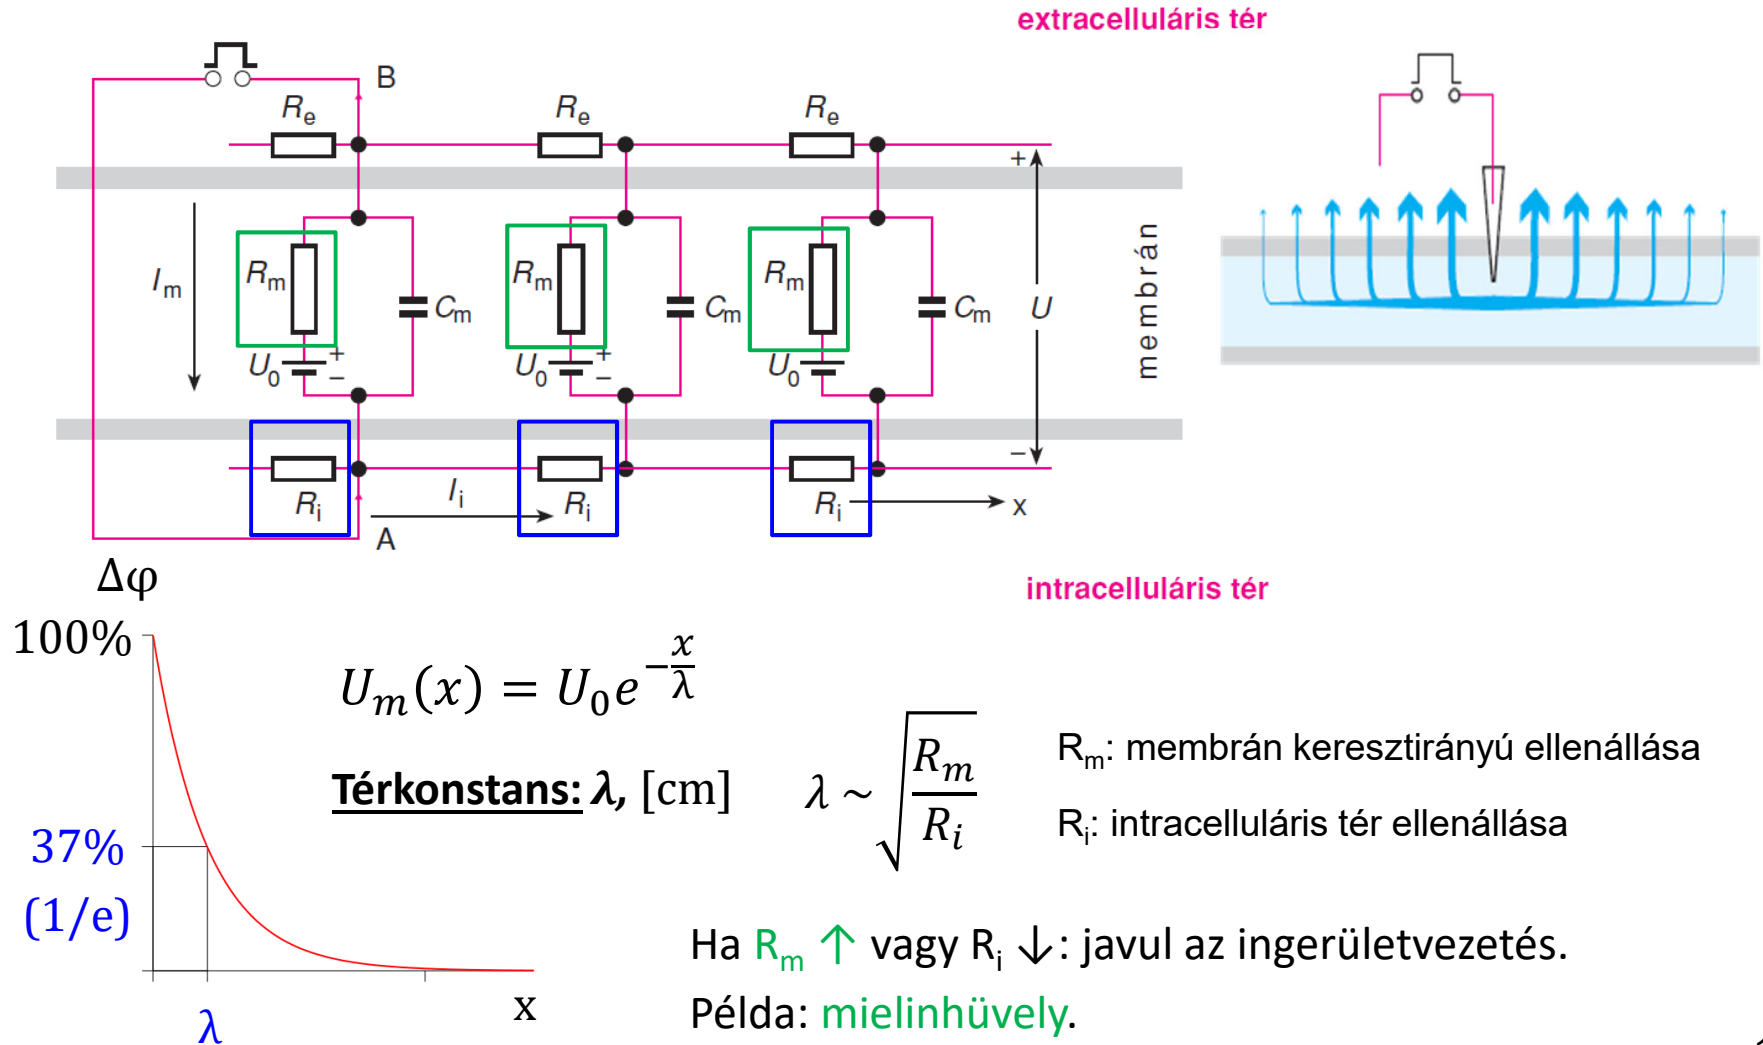 extracelluláris tér
B
Re Re Re
+
Im Rm Cm Rm Cm Rm Cm U membrán
U0 + − U0 + − U0
−
Ri Ii Ri Ri x
A
intracelluláris tér
Δφ
100%
37%
(1/e)
λ
x
Um(x) = U0e^(−x/λ)
Térkonstans: λ, [cm] λ ~ √(Rm/Ri)
Rm: membrán keresztirányú ellenállása
Ri: intracelluláris tér ellenállása
Ha Rm ↑ vagy Ri ↓: javul az ingerületvezetés.
Példa: mielinhüvely.